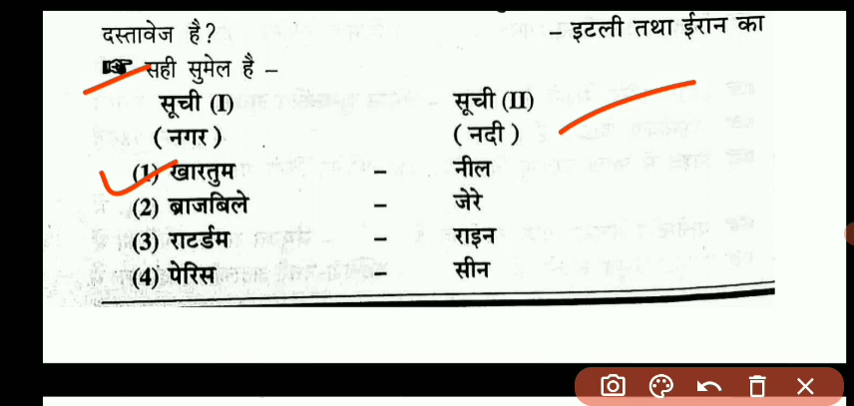 दस्तावेज है?
– इटली तथा ईरान का
☞ सही सुमेल है –
सूची (I) सूची (II)
(नगर) (नदी)
(1) खारतुम – नील
(2) ब्राजबिले – जेरे
(3) राटर्डम – राइन
(4) पेरिस – सीन